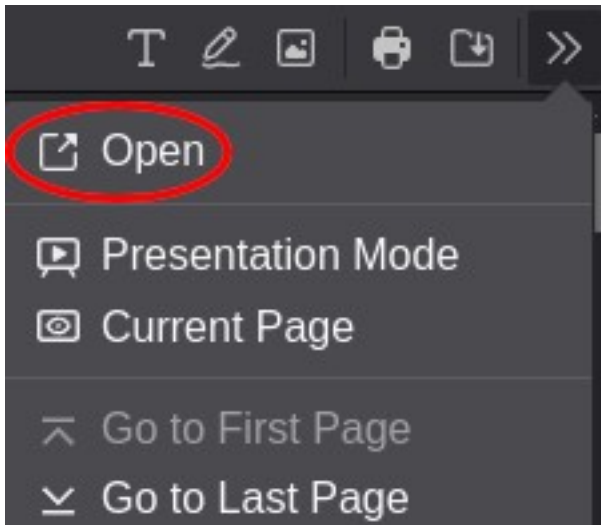 Open
Presentation Mode
Current Page
Go to First Page
Go to Last Page